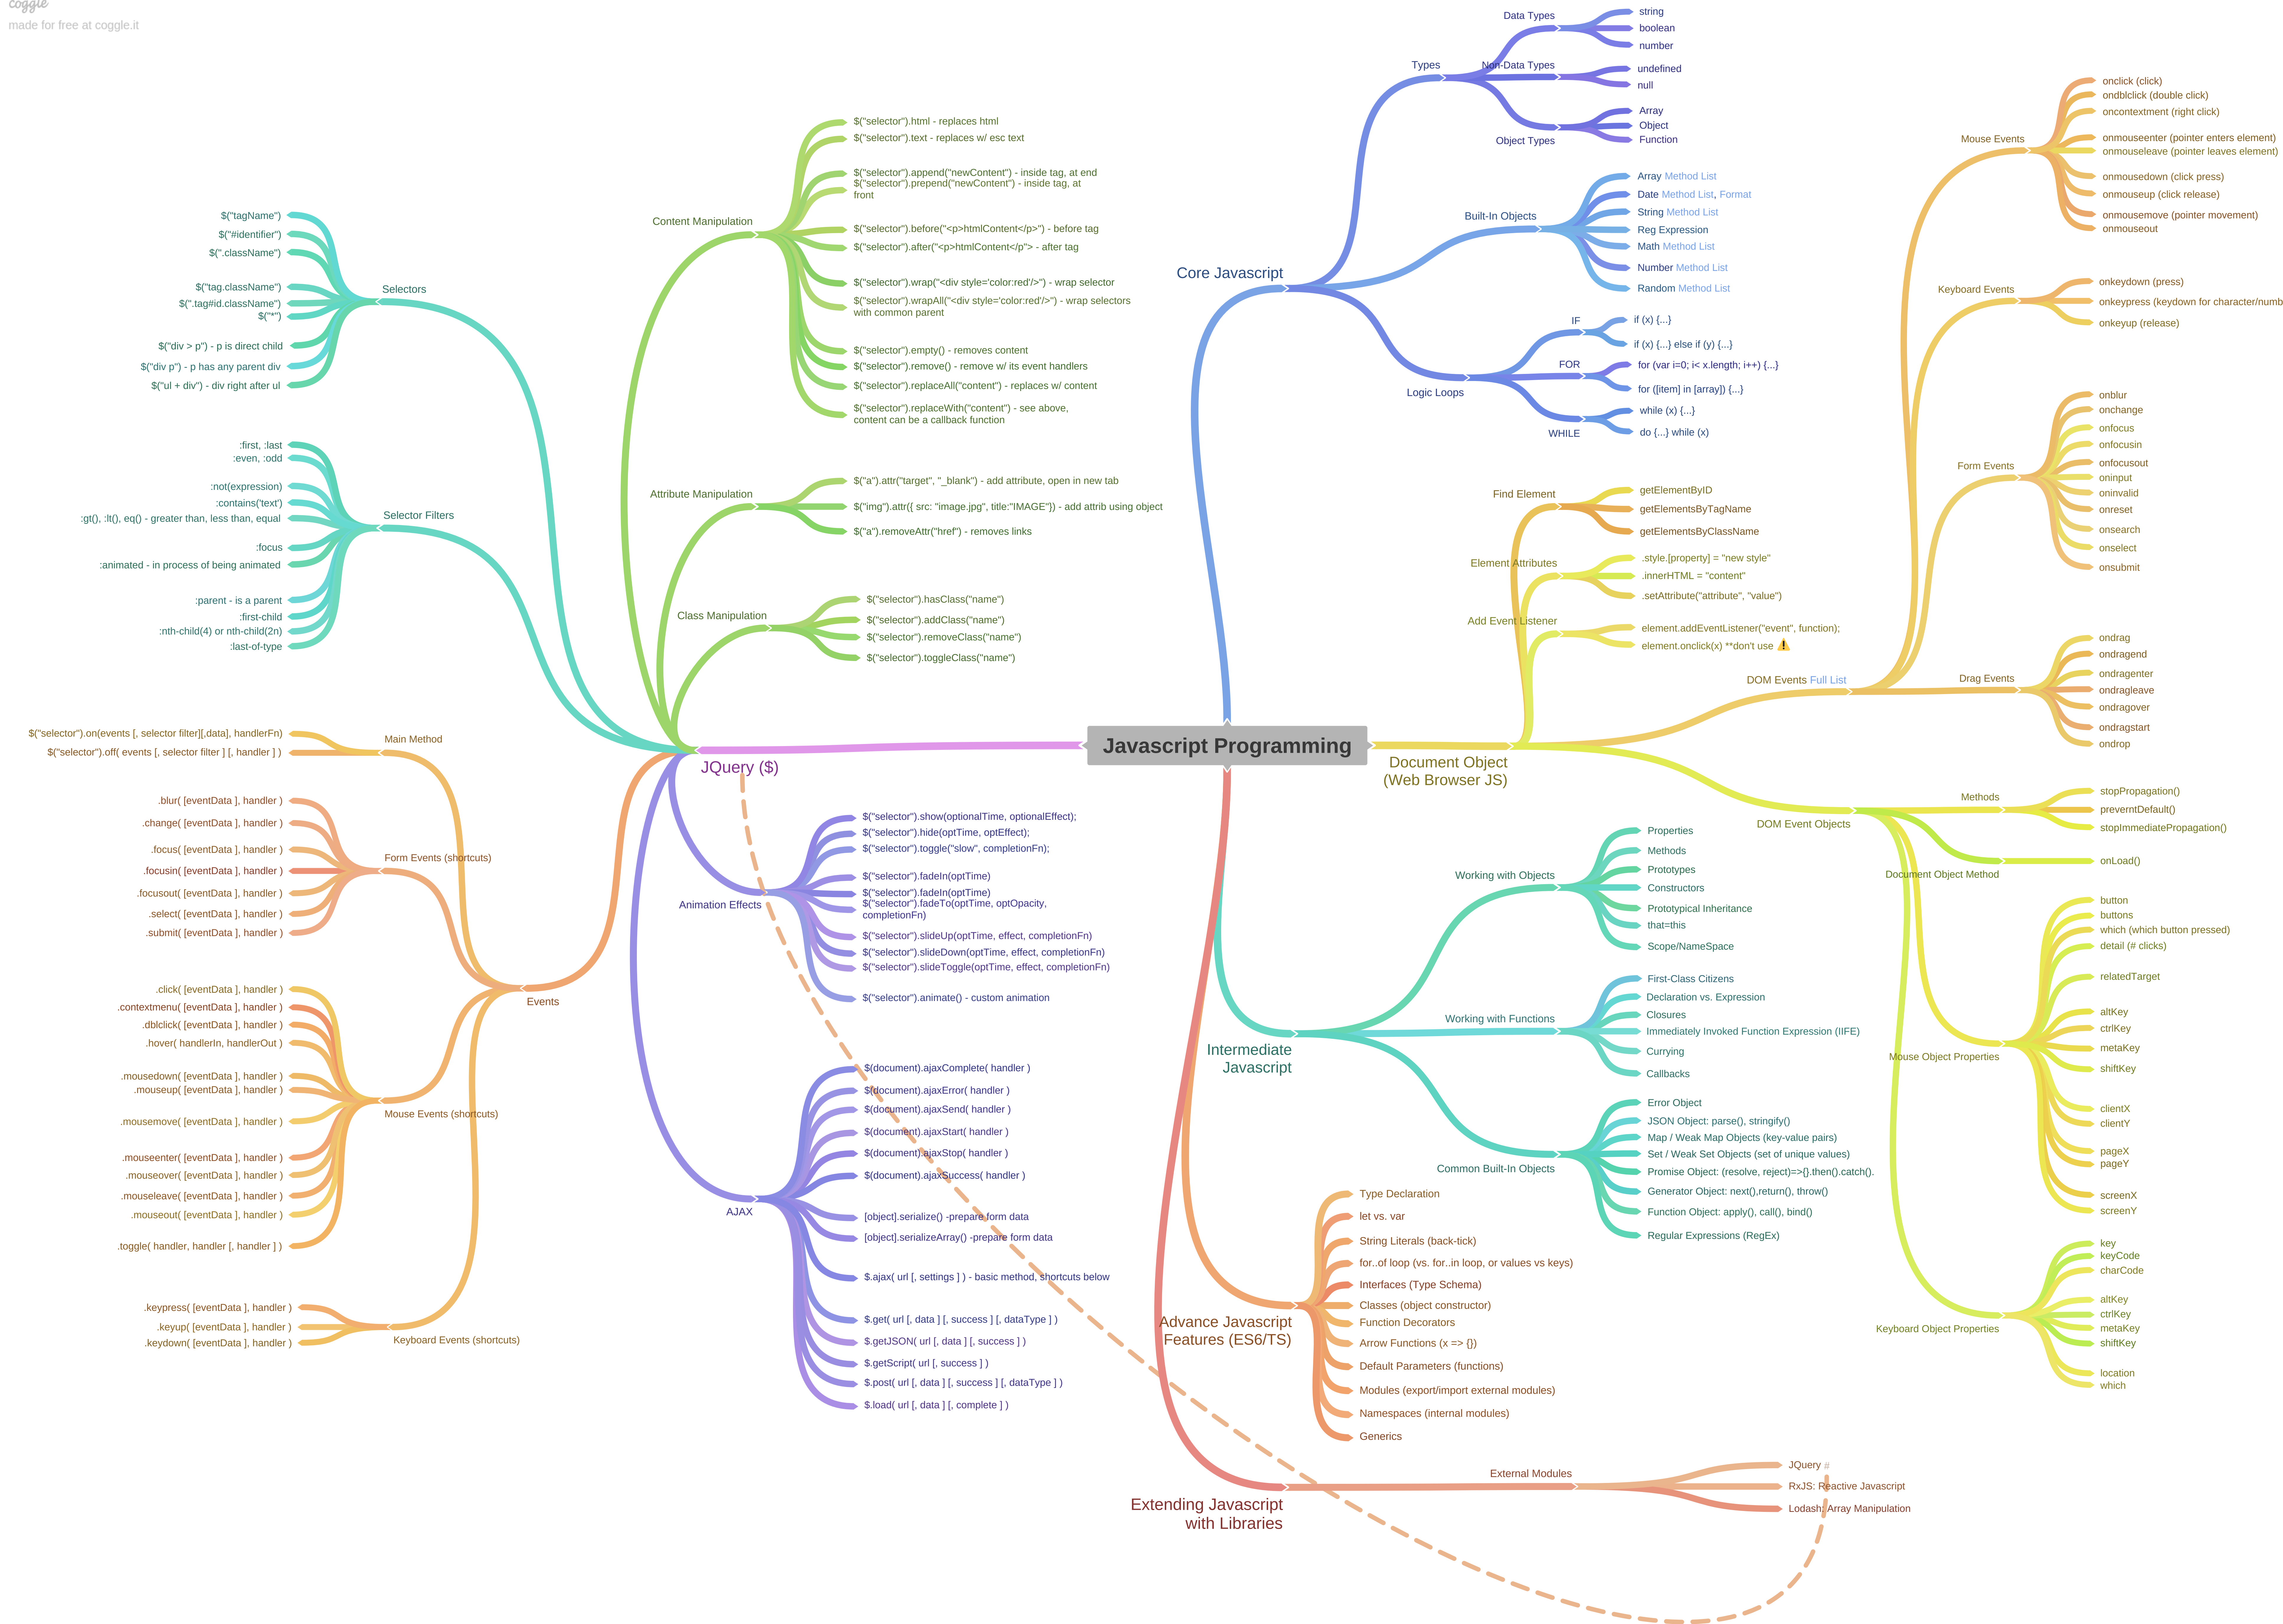 coggle
made for free at coggle.it
Javascript Programming
Core Javascript
Types
Data Types
string
boolean
number
Non-Data Types
undefined
null
Object Types
Array
Object
Function
Built-In Objects
Array Method List
Date Method List, Format
String Method List
Reg Expression
Math Method List
Number Method List
Random Method List
Logic Loops
IF
if (x) {...}
if (x) {...} else if (y) {...}
FOR
for (var i=0; i< x.length; i++) {...}
for ([item] in [array]) {...}
WHILE
while (x) {...}
do {...} while (x)
Document Object
(Web Browser JS)
Find Element
getElementByID
getElementsByTagName
getElementsByClassName
Element Attributes
.style.[property] = "new style"
.innerHTML = "content"
.setAttribute("attribute", "value")
Add Event Listener
element.addEventListener("event", function);
element.onclick(x) **don't use ⚠
DOM Events Full List
Mouse Events
onclick (click)
ondblclick (double click)
oncontextment (right click)
onmouseenter (pointer enters element)
onmouseleave (pointer leaves element)
onmousedown (click press)
onmouseup (click release)
onmousemove (pointer movement)
onmouseout
Keyboard Events
onkeydown (press)
onkeypress (keydown for character/numb
onkeyup (release)
Form Events
onblur
onchange
onfocus
onfocusin
onfocusout
oninput
oninvalid
onreset
onsearch
onselect
onsubmit
Drag Events
ondrag
ondragend
ondragenter
ondragleave
ondragover
ondragstart
ondrop
DOM Event Objects
Methods
stopPropagation()
preverntDefault()
stopImmediatePropagation()
Document Object Method
onLoad()
Mouse Object Properties
button
buttons
which (which button pressed)
detail (# clicks)
relatedTarget
altKey
ctrlKey
metaKey
shiftKey
clientX
clientY
pageX
pageY
screenX
screenY
Keyboard Object Properties
key
keyCode
charCode
altKey
ctrlKey
metaKey
shiftKey
location
which
Intermediate
Javascript
Working with Objects
Properties
Methods
Prototypes
Constructors
Prototypical Inheritance
that=this
Scope/NameSpace
Working with Functions
First-Class Citizens
Declaration vs. Expression
Closures
Immediately Invoked Function Expression (IIFE)
Currying
Callbacks
Common Built-In Objects
Error Object
JSON Object: parse(), stringify()
Map / Weak Map Objects (key-value pairs)
Set / Weak Set Objects (set of unique values)
Promise Object: (resolve, reject)=>{}.then().catch().
Generator Object: next(),return(), throw()
Function Object: apply(), call(), bind()
Regular Expressions (RegEx)
Advance Javascript
Features (ES6/TS)
Type Declaration
let vs. var
String Literals (back-tick)
for..of loop (vs. for..in loop, or values vs keys)
Interfaces (Type Schema)
Classes (object constructor)
Function Decorators
Arrow Functions (x => {})
Default Parameters (functions)
Modules (export/import external modules)
Namespaces (internal modules)
Generics
Extending Javascript
with Libraries
External Modules
JQuery #
RxJS: Reactive Javascript
Lodash: Array Manipulation
JQuery ($)
Content Manipulation
$("selector").html - replaces html
$("selector").text - replaces w/ esc text
$("selector").append("newContent") - inside tag, at end
$("selector").prepend("newContent") - inside tag, at
front
$("selector").before("<p>htmlContent</p>") - before tag
$("selector").after("<p>htmlContent</p"> - after tag
$("selector").wrap("<div style='color:red'/>") - wrap selector
$("selector").wrapAll("<div style='color:red'/>") - wrap selectors
with common parent
$("selector").empty() - removes content
$("selector").remove() - remove w/ its event handlers
$("selector").replaceAll("content") - replaces w/ content
$("selector").replaceWith("content") - see above,
content can be a callback function
Attribute Manipulation
$("a").attr("target", "_blank") - add attribute, open in new tab
$("img").attr({ src: "image.jpg", title:"IMAGE"}) - add attrib using object
$("a").removeAttr("href") - removes links
Class Manipulation
$("selector").hasClass("name")
$("selector").addClass("name")
$("selector").removeClass("name")
$("selector").toggleClass("name")
Selectors
$("tagName")
$("#identifier")
$(".className")
$("tag.className")
$(".tag#id.className")
$("*")
$("div > p") - p is direct child
$("div p") - p has any parent div
$("ul + div") - div right after ul
Selector Filters
:first, :last
:even, :odd
:not(expression)
:contains('text')
:gt(), :lt(), eq() - greater than, less than, equal
:focus
:animated - in process of being animated
:parent - is a parent
:first-child
:nth-child(4) or nth-child(2n)
:last-of-type
Events
Main Method
$("selector").on(events [, selector filter][,data], handlerFn)
$("selector").off( events [, selector filter ] [, handler ] )
Form Events (shortcuts)
.blur( [eventData ], handler )
.change( [eventData ], handler )
.focus( [eventData ], handler )
.focusin( [eventData ], handler )
.focusout( [eventData ], handler )
.select( [eventData ], handler )
.submit( [eventData ], handler )
Mouse Events (shortcuts)
.click( [eventData ], handler )
.contextmenu( [eventData ], handler )
.dblclick( [eventData ], handler )
.hover( handlerIn, handlerOut )
.mousedown( [eventData ], handler )
.mouseup( [eventData ], handler )
.mousemove( [eventData ], handler )
.mouseenter( [eventData ], handler )
.mouseover( [eventData ], handler )
.mouseleave( [eventData ], handler )
.mouseout( [eventData ], handler )
.toggle( handler, handler [, handler ] )
Keyboard Events (shortcuts)
.keypress( [eventData ], handler )
.keyup( [eventData ], handler )
.keydown( [eventData ], handler )
Animation Effects
$("selector").show(optionalTime, optionalEffect);
$("selector").hide(optTime, optEffect);
$("selector").toggle("slow", completionFn);
$("selector").fadeIn(optTime)
$("selector").fadeIn(optTime)
$("selector").fadeTo(optTime, optOpacity,
completionFn)
$("selector").slideUp(optTime, effect, completionFn)
$("selector").slideDown(optTime, effect, completionFn)
$("selector").slideToggle(optTime, effect, completionFn)
$("selector").animate() - custom animation
AJAX
$(document).ajaxComplete( handler )
$(document).ajaxError( handler )
$(document).ajaxSend( handler )
$(document).ajaxStart( handler )
$(document).ajaxStop( handler )
$(document).ajaxSuccess( handler )
[object].serialize() -prepare form data
[object].serializeArray() -prepare form data
$.ajax( url [, settings ] ) - basic method, shortcuts below
$.get( url [, data ] [, success ] [, dataType ] )
$.getJSON( url [, data ] [, success ] )
$.getScript( url [, success ] )
$.post( url [, data ] [, success ] [, dataType ] )
$.load( url [, data ] [, complete ] )